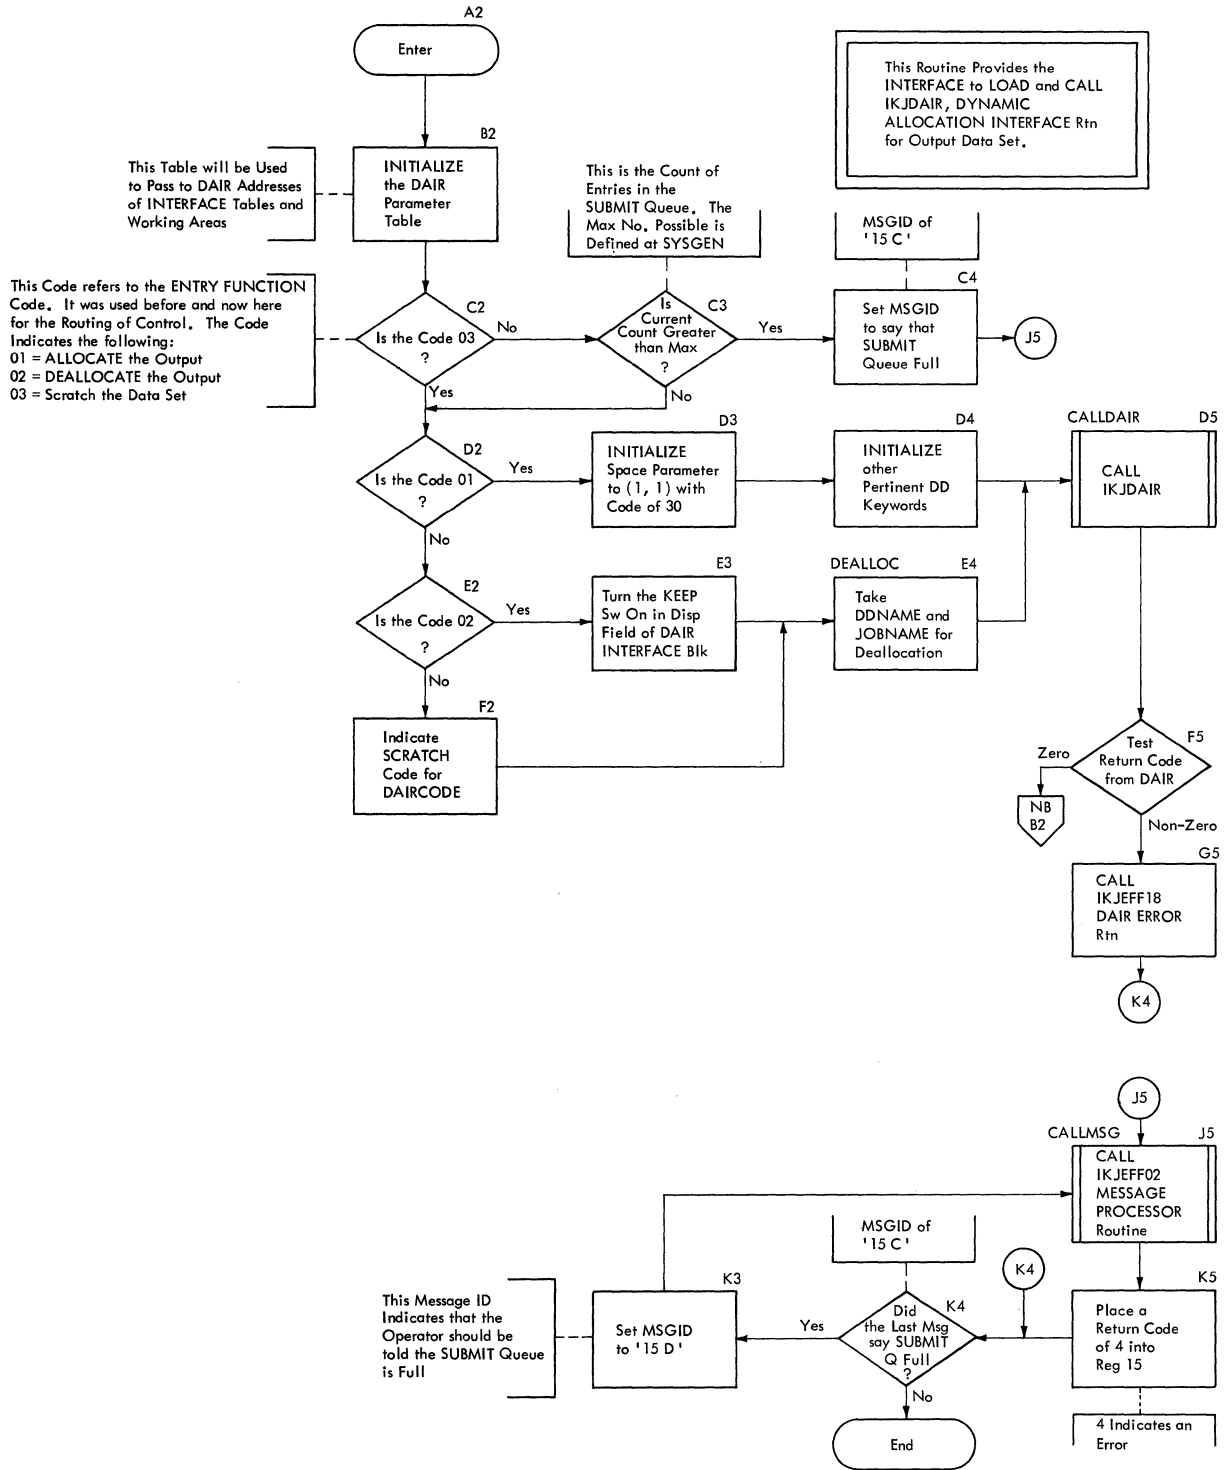 A2
Enter
This Routine Provides the
INTERFACE to LOAD and CALL
IKJDAIR, DYNAMIC
ALLOCATION INTERFACE Rtn
for Output Data Set.
B2
This Table will be Used
to Pass to DAIR Addresses
of INTERFACE Tables and
Working Areas
INITIALIZE
the DAIR
Parameter
Table
This is the Count of
Entries in the
SUBMIT Queue. The
Max No. Possible is
Defined at SYSGEN
MSGID of
'15 C'
This Code refers to the ENTRY FUNCTION
Code. It was used before and now here
for the Routing of Control. The Code
Indicates the following:
01 = ALLOCATE the Output
02 = DEALLOCATE the Output
03 = Scratch the Data Set
C2
Is the Code 03
?
No
Yes
C3
Is
Current
Count Greater
than Max
?
Yes
No
C4
Set MSGID
to say that
SUBMIT
Queue Full
J5
D2
Is the Code 01
?
Yes
No
D3
INITIALIZE
Space Parameter
to (1, 1) with
Code of 30
D4
INITIALIZE
other
Pertinent DD
Keywords
CALLDAIR
D5
CALL
IKJDAIR
E2
Is the Code 02
?
Yes
No
E3
Turn the KEEP
Sw On in Disp
Field of DAIR
INTERFACE Blk
DEALLOC
E4
Take
DDNAME and
JOBNAME for
Deallocation
F2
Indicate
SCRATCH
Code for
DAIRCODE
F5
Test
Return Code
from DAIR
Zero
NB
B2
Non-Zero
G5
CALL
IKJEFF18
DAIR ERROR
Rtn
K4
J5
CALLMSG
J5
CALL
IKJEFF02
MESSAGE
PROCESSOR
Routine
MSGID of
'15 C'
K4
K3
This Message ID
Indicates that the
Operator should be
told the SUBMIT Queue
is Full
Set MSGID
to '15 D'
Yes
K4
Did
the Last Msg
say SUBMIT
Q Full
?
No
K5
Place a
Return Code
of 4 into
Reg 15
End
4 Indicates an
Error